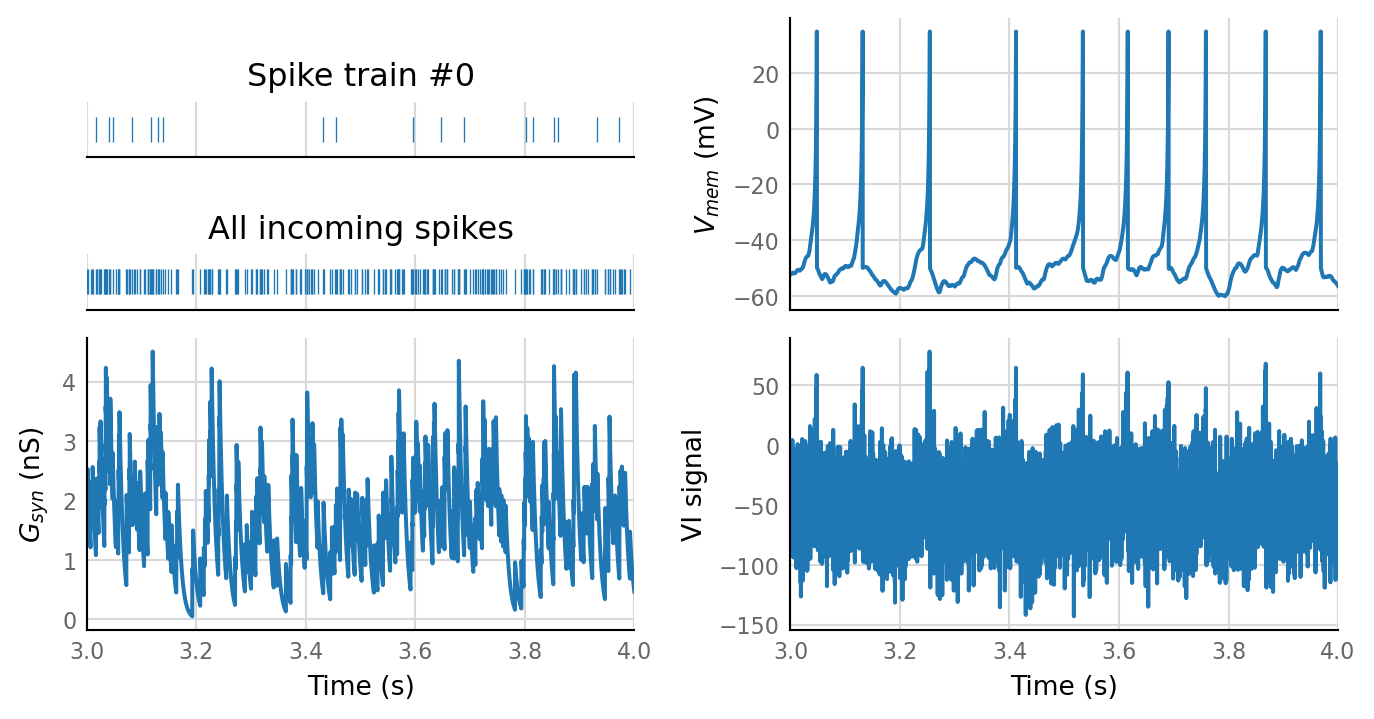 Spike train #0
All incoming spikes
4
3
2
1
0
G_syn (nS)
3.0 3.2 3.4 3.6 3.8 4.0
Time (s)
20
0
−20
−40
−60
V_mem (mV)
50
0
−50
−100
−150
VI signal
3.0 3.2 3.4 3.6 3.8 4.0
Time (s)